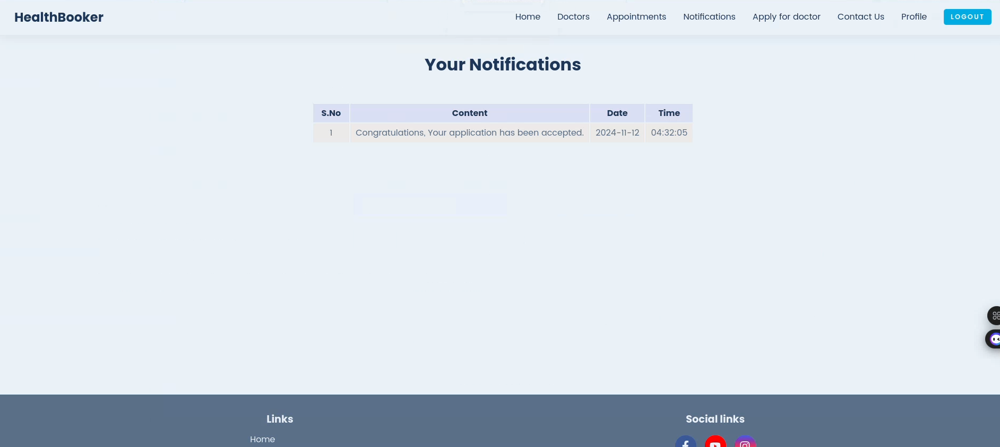 HealthBooker
Home Doctors Appointments Notifications Apply for doctor Contact Us Profile LOGOUT
Your Notifications
S.No Content Date Time
1 Congratulations, Your application has been accepted. 2024-11-12 04:32:05
Links Social links
Home